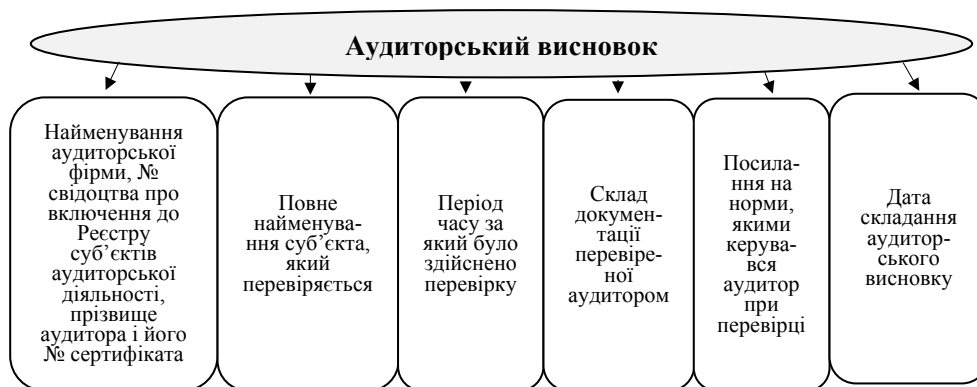 Аудиторський висновок
Найменування
аудиторської
фірми, №
свідоцтва про
включення до
Реєстру
суб’єктів
аудиторської
діяльності,
прізвище
аудитора і його
№ сертифіката
Повне
найменува-
ння суб’єкта,
який
перевіряється
Період
часу за
який було
здійснено
перевірку
Склад
докумен-
тації
перевіре-
ної
аудитором
Посила-
ння на
норми,
якими
керува-
вся
аудитор
при
перевірці
Дата
складання
аудитор-
ського
висновку